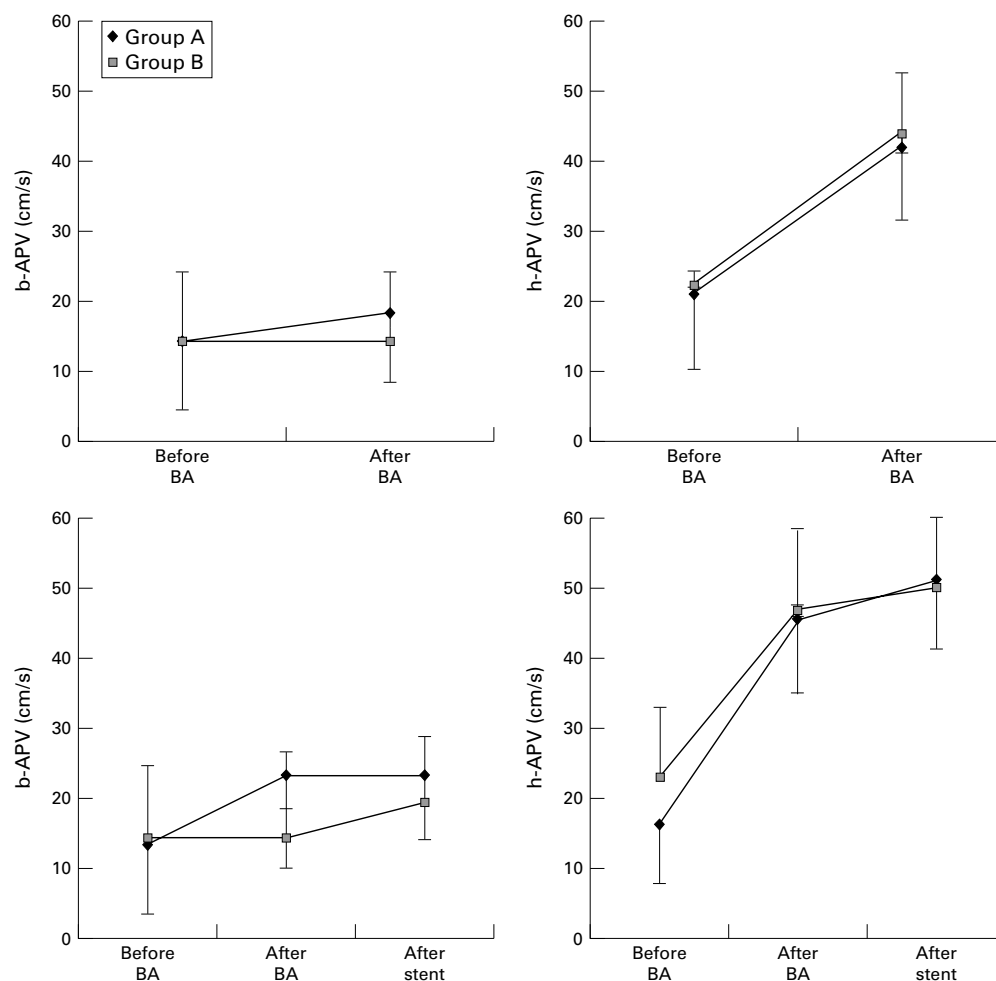 60
50
40
30
20
10
0
b-APV (cm/s)
Group A
Group B
Before
BA
After
BA
60
50
40
30
20
10
0
h-APV (cm/s)
Before
BA
After
BA
60
50
40
30
20
10
0
b-APV (cm/s)
Before
BA
After
BA
After
stent
60
50
40
30
20
10
0
h-APV (cm/s)
Before
BA
After
BA
After
stent